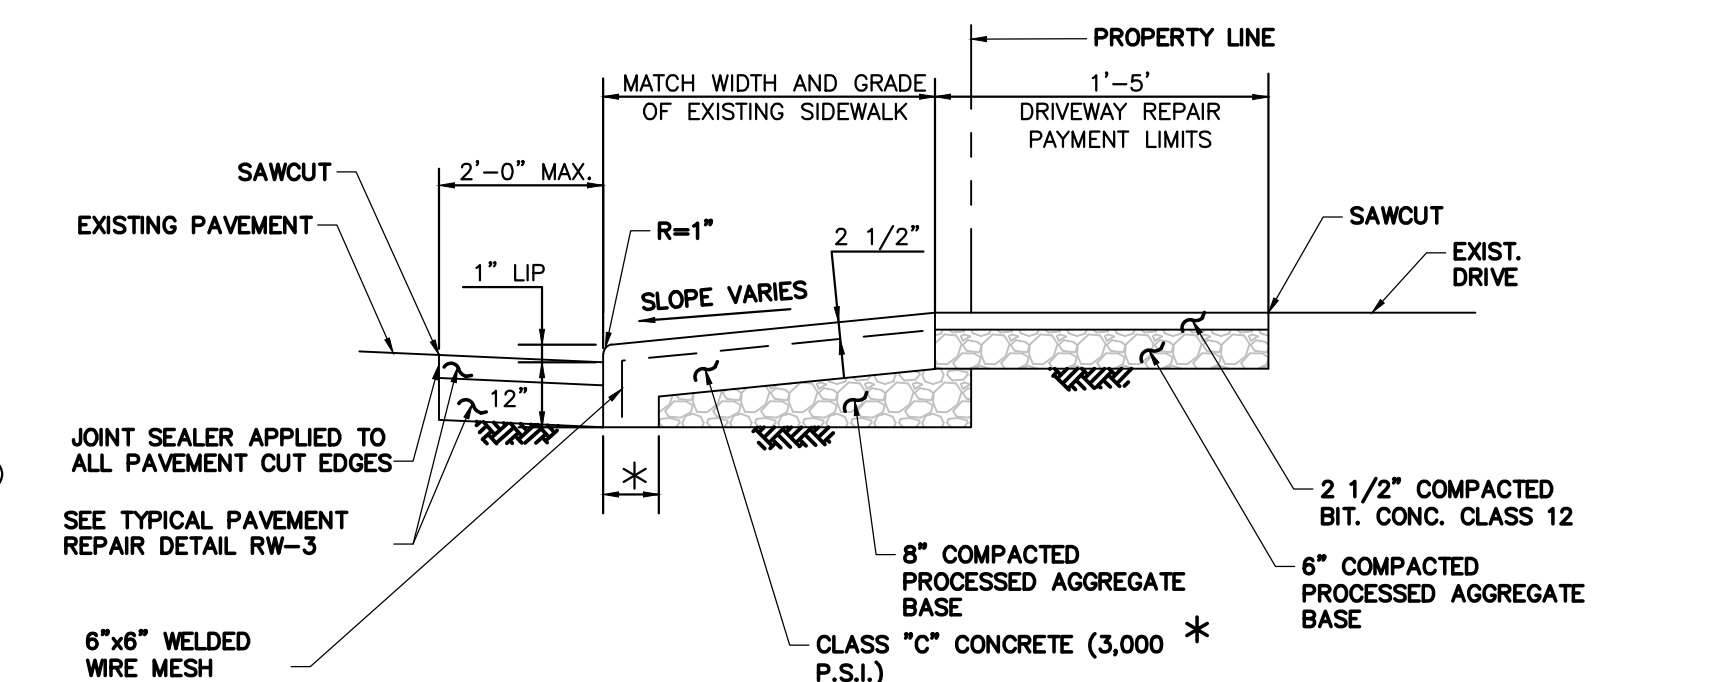 PROPERTY LINE
MATCH WIDTH AND GRADE
OF EXISTING SIDEWALK
1'-5'
DRIVEWAY REPAIR
PAYMENT LIMITS
SAWCUT
2'-0" MAX.
EXISTING PAVEMENT
R=1"
2 1/2"
SAWCUT
EXIST.
DRIVE
1" LIP
SLOPE VARIES
12"
JOINT SEALER APPLIED TO
ALL PAVEMENT CUT EDGES
*
)
SEE TYPICAL PAVEMENT
REPAIR DETAIL RW-3
2 1/2" COMPACTED
BIT. CONC. CLASS 12
8" COMPACTED
PROCESSED AGGREGATE
BASE
6" COMPACTED
PROCESSED AGGREGATE
BASE
6"x6" WELDED
WIRE MESH
CLASS "C" CONCRETE (3,000 *
P.S.I.)